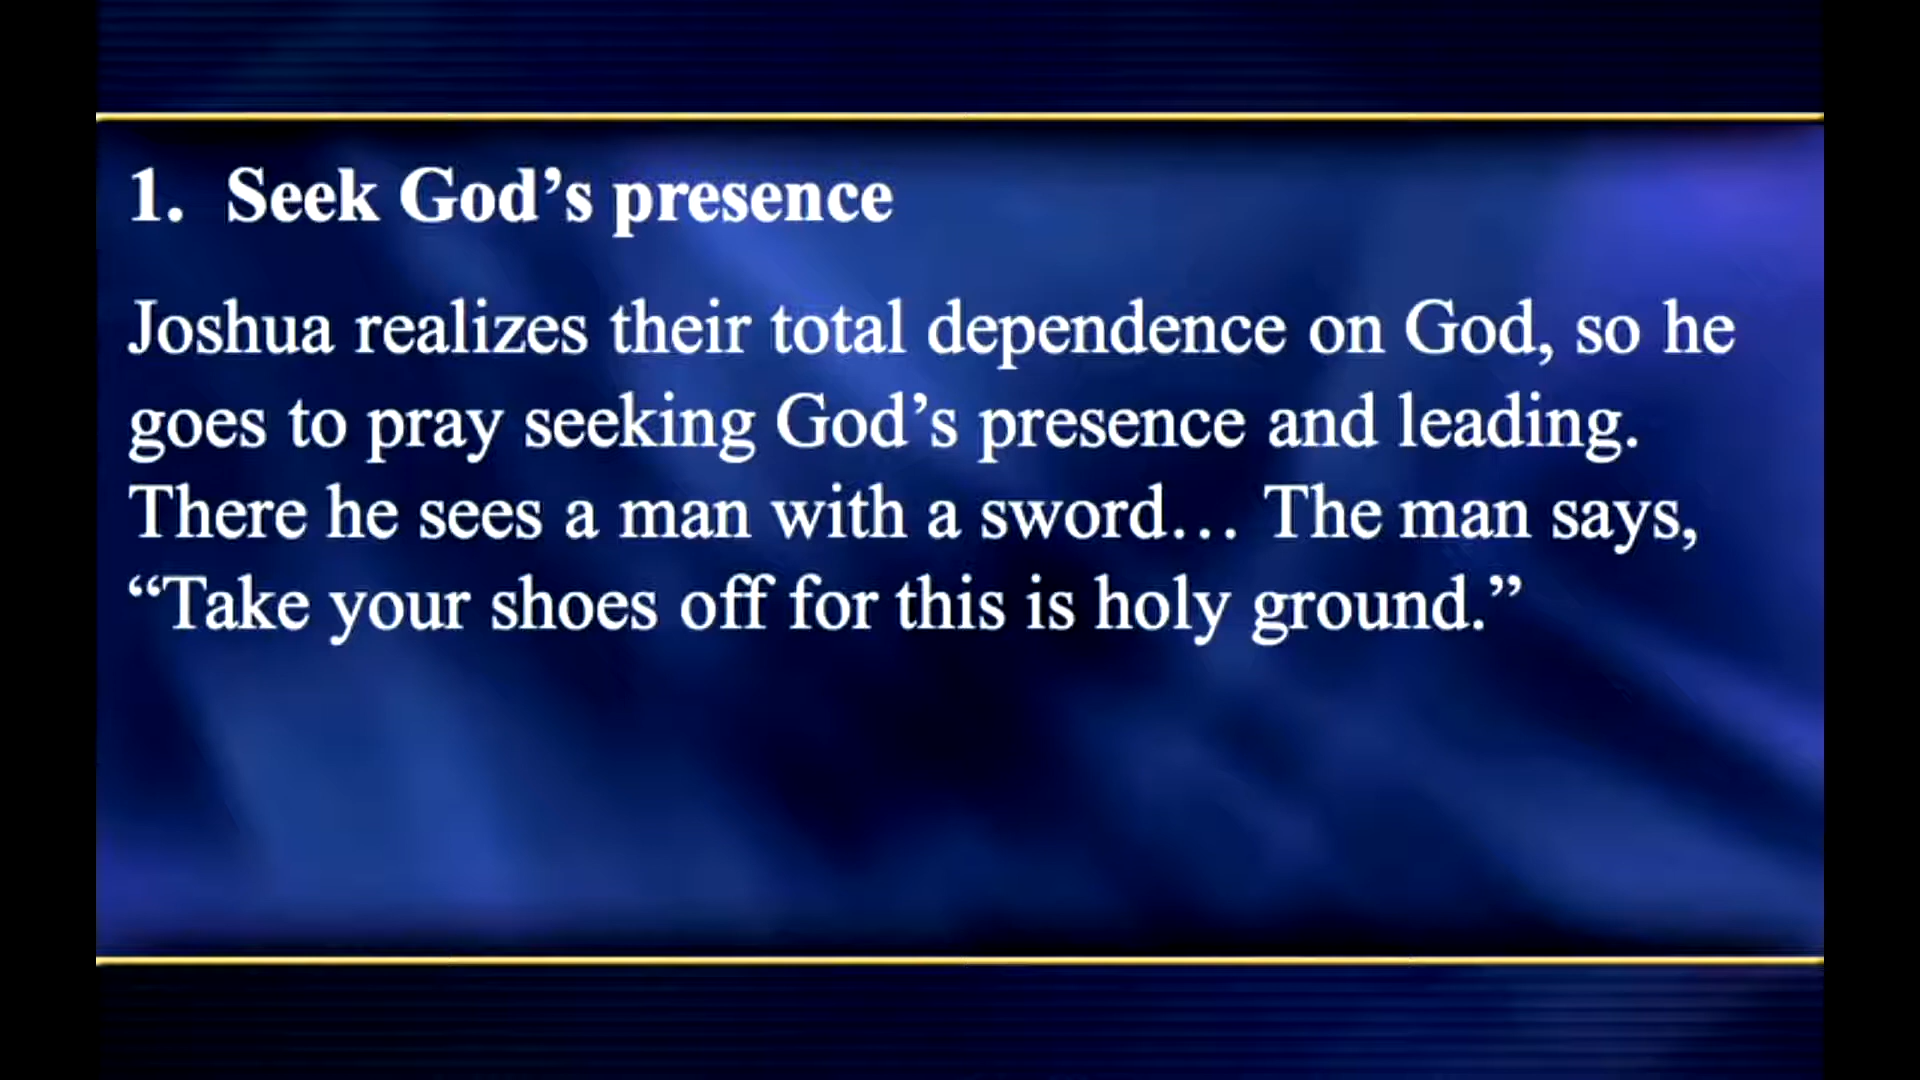 1. Seek God’s presence
Joshua realizes their total dependence on God, so he
goes to pray seeking God’s presence and leading.
There he sees a man with a sword… The man says,
“Take your shoes off for this is holy ground.”